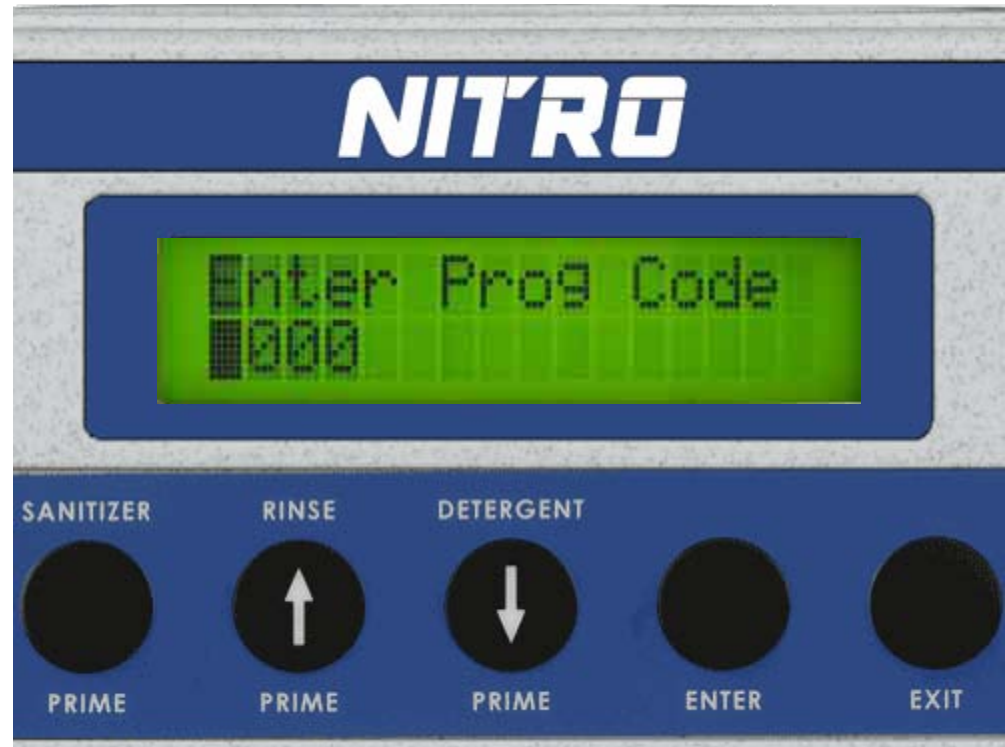 NITRO
Enter Prog Code
000
SANITIZER RINSE DETERGENT
PRIME PRIME PRIME ENTER EXIT